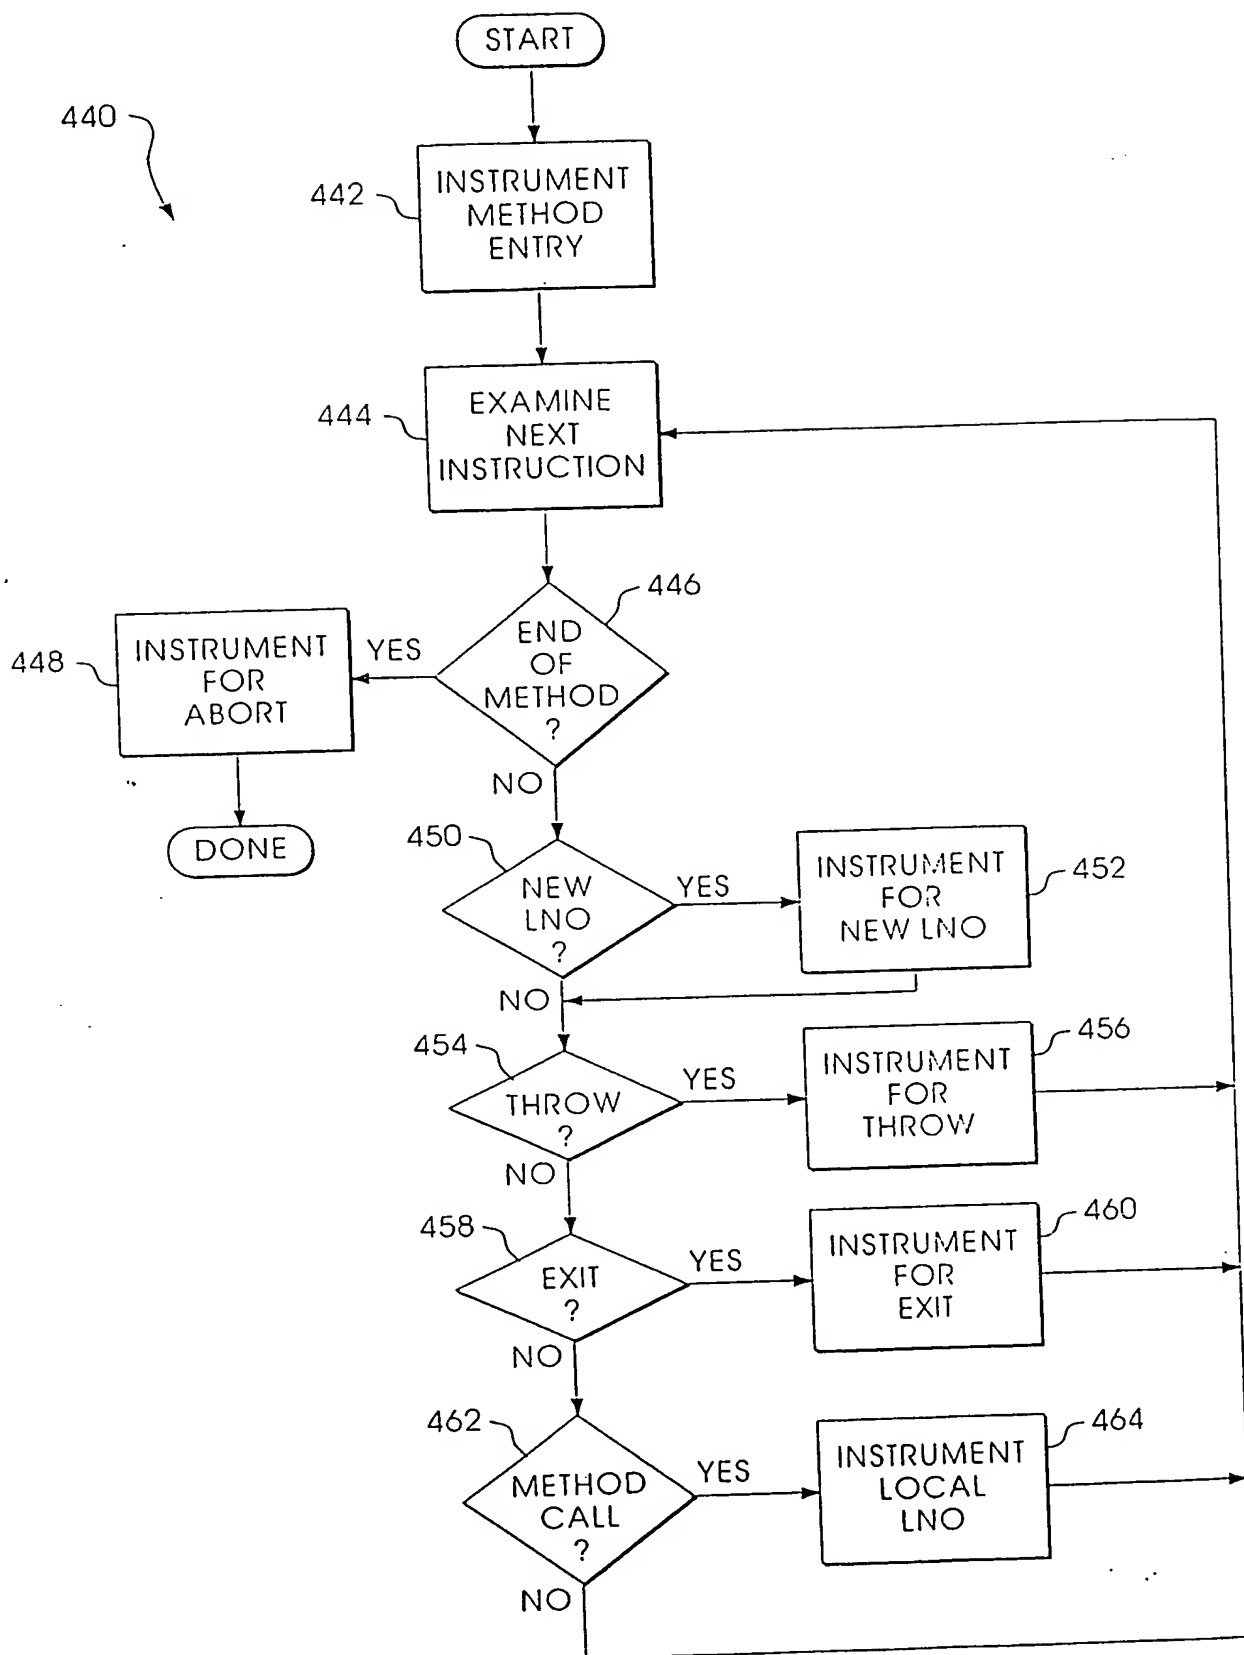 START
440
442
INSTRUMENT
METHOD
ENTRY
444
EXAMINE
NEXT
INSTRUCTION
446
END
OF
METHOD
?
YES
448
INSTRUMENT
FOR
ABORT
DONE
NO
450
NEW
LNO
?
YES
INSTRUMENT
FOR
NEW LNO
452
NO
454
THROW
?
YES
INSTRUMENT
FOR
THROW
456
NO
458
EXIT
?
YES
INSTRUMENT
FOR
EXIT
460
NO
462
METHOD
CALL
?
YES
INSTRUMENT
LOCAL
LNO
464
NO